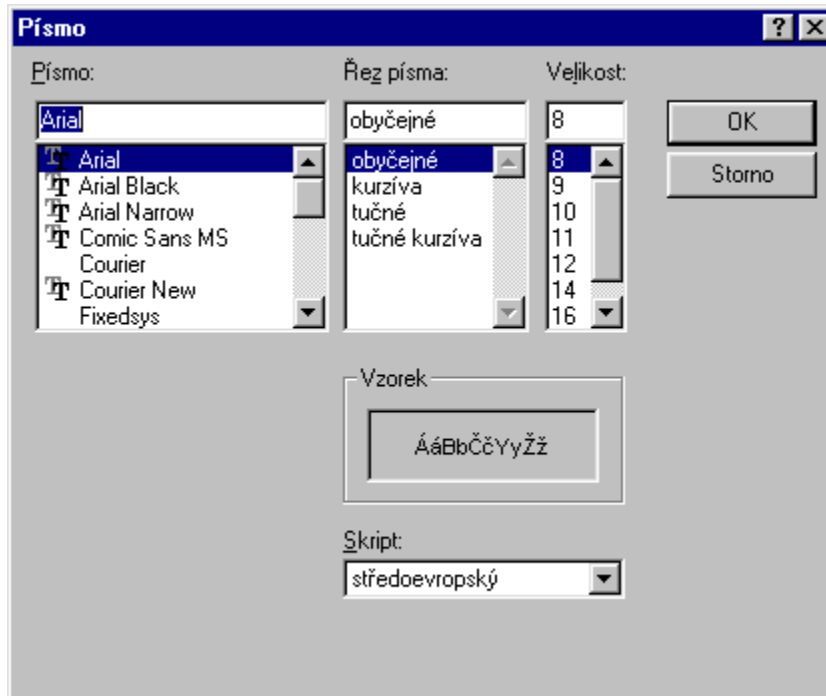 Písmo
Písmo:
Arial
Arial
Arial Black
Arial Narrow
Comic Sans MS
Courier
Courier New
Fixedsys
Řez písma:
obyčejné
obyčejné
kurzíva
tučné
tučné kurzíva
Velikost:
8
8
9
10
11
12
14
16
OK
Storno
Vzorek
ÁáBbČčYyŽž
Skript:
středoevropský